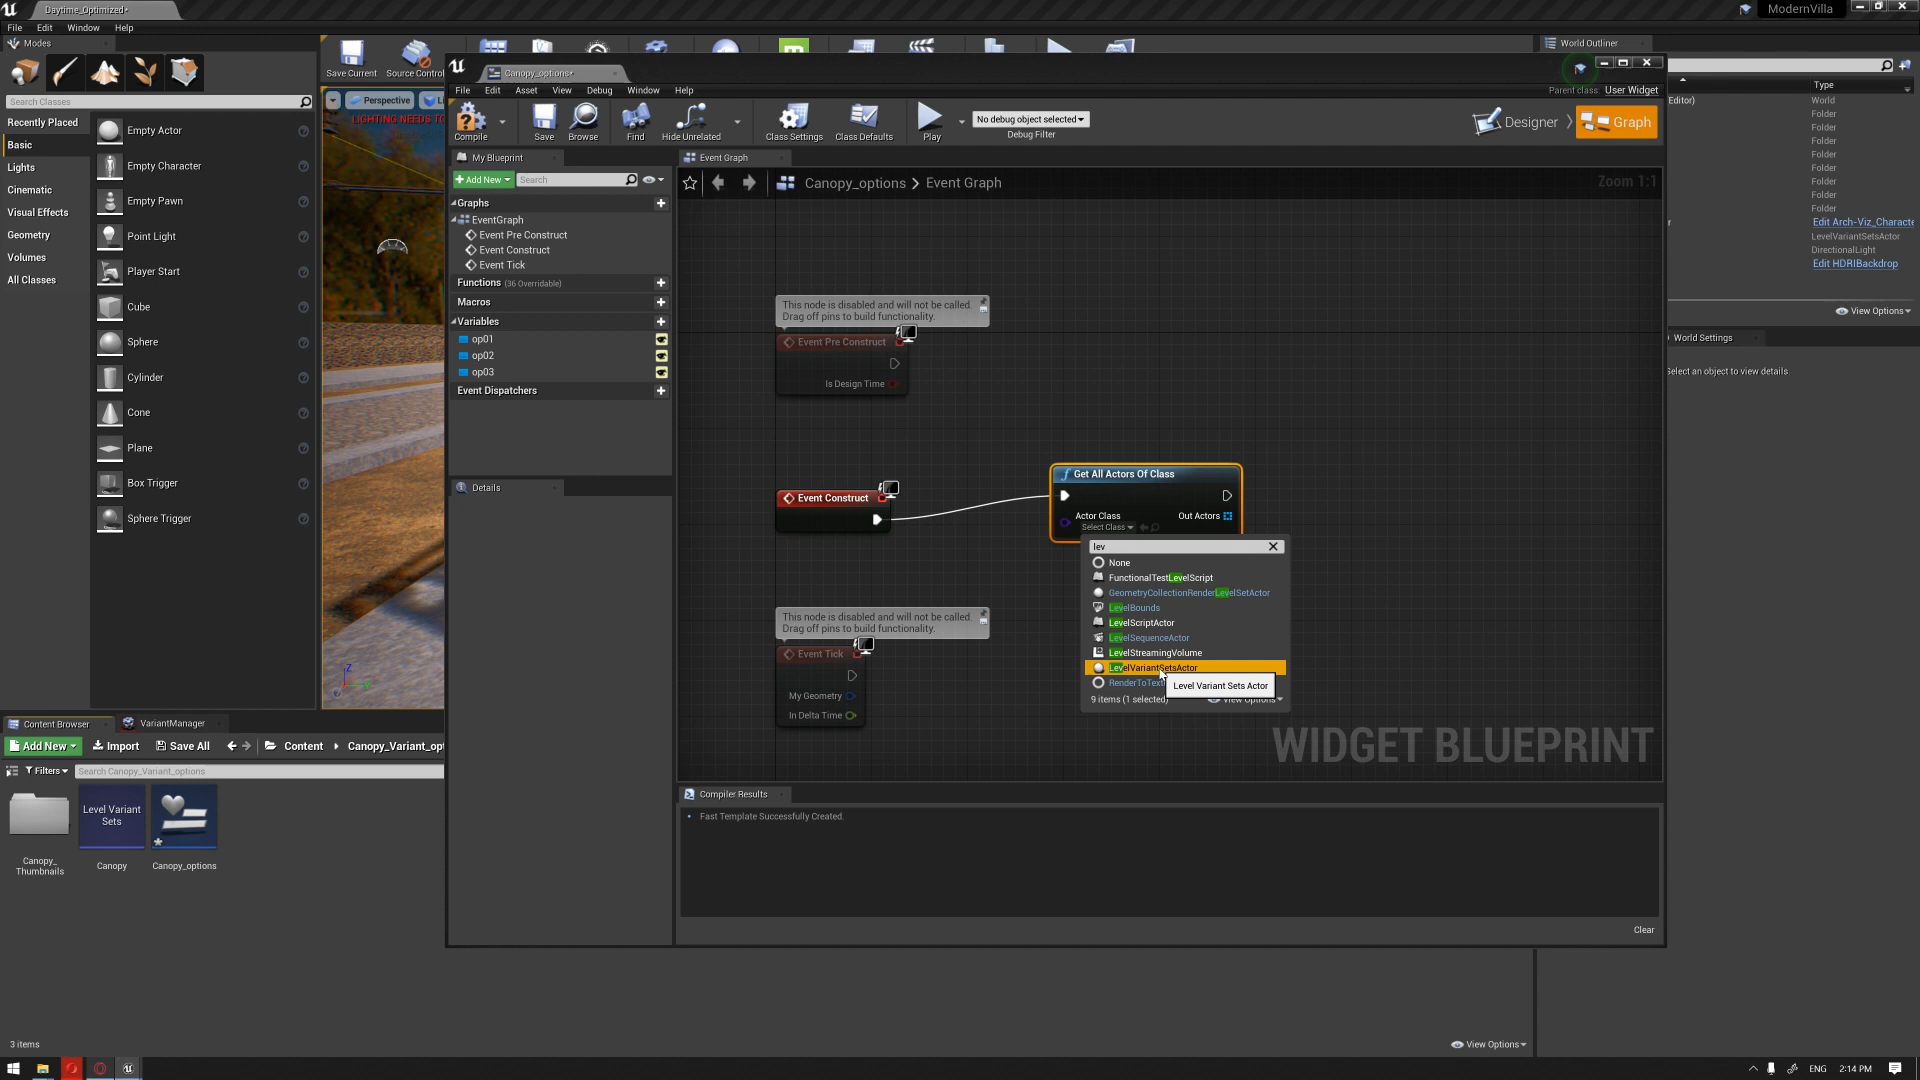 Daytime_Optimized•
ModernVilla
File Edit Window Help
Modes
Save Current
Source Control
Search Classes
Recently Placed
Basic
Lights
Cinematic
Visual Effects
Geometry
Volumes
All Classes
Empty Actor
Empty Character
Empty Pawn
Point Light
Player Start
Cube
Sphere
Cylinder
Cone
Plane
Box Trigger
Sphere Trigger
Perspective
LIGHTING NEEDS TO
Z
Canopy_options•
File Edit Asset View Debug Window Help
Parent class: User Widget
Compile
Save
Browse
Find
Hide Unrelated
Class Settings
Class Defaults
Play
No debug object selected
Debug Filter
Designer
Graph
My Blueprint
Add New
Search
Graphs
EventGraph
Event Pre Construct
Event Construct
Event Tick
Functions (36 Overridable)
Macros
Variables
op01
op02
op03
Event Dispatchers
Details
Event Graph
Canopy_options > Event Graph
Zoom 1:1
This node is disabled and will not be called.
Drag off pins to build functionality.
Event Pre Construct
Is Design Time
Event Construct
Get All Actors Of Class
Actor Class
Out Actors
Select Class
lev
None
FunctionalTestLevelScript
GeometryCollectionRenderLevelSetActor
LevelBounds
LevelScriptActor
LevelSequenceActor
LevelStreamingVolume
LevelVariantSetsActor
RenderToText
Level Variant Sets Actor
9 items (1 selected)
View Options
This node is disabled and will not be called.
Drag off pins to build functionality.
Event Tick
My Geometry
In Delta Time
WIDGET BLUEPRINT
Compiler Results
• Fast Template Successfully Created.
Clear
World Outliner
Type
Editor)
World
Folder
Folder
Folder
Folder
Folder
Folder
Folder
Folder
r Edit Arch-Viz_Characte
LevelVariantSetsActor
DirectionalLight
Edit HDRIBackdrop
View Options
World Settings
Select an object to view details
Content Browser
VariantManager
Add New
Import
Save All
Content
Canopy_Variant_opt
Filters
Search Canopy_Variant_options
Level Variant
Sets
Canopy_
Thumbnails
Canopy
Canopy_options
3 items
View Options
ENG
2:14 PM